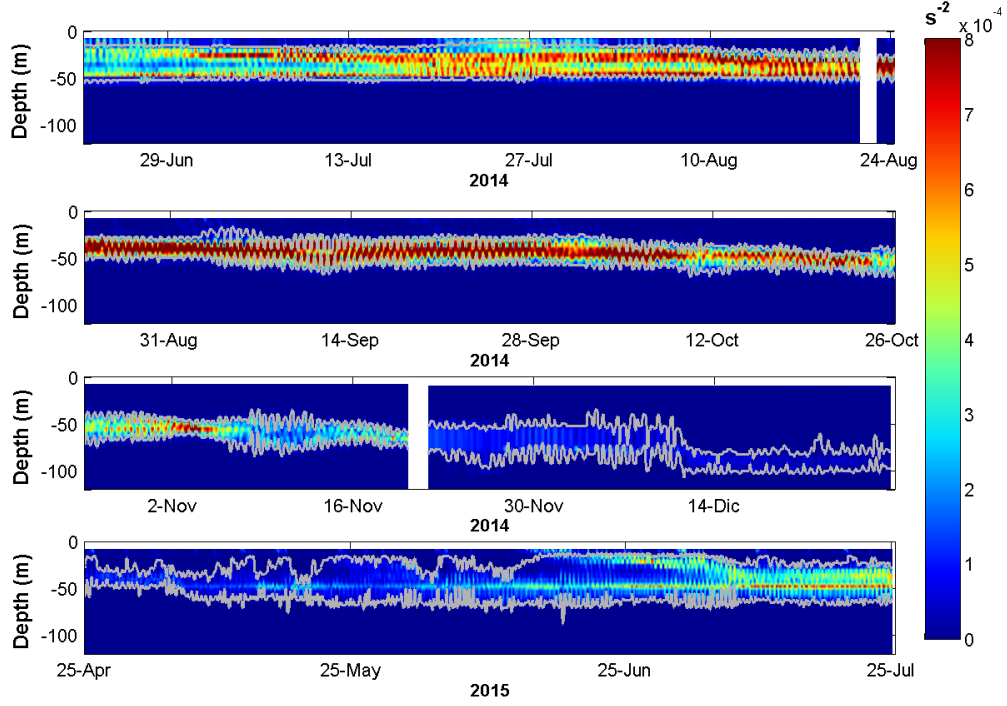 s-2
x 10-4
0
-50
-100
Depth (m)
29-Jun 13-Jul 27-Jul 10-Aug 24-Aug
2014
0
-50
-100
Depth (m)
31-Aug 14-Sep 28-Sep 12-Oct 26-Oct
2014
0
-50
-100
Depth (m)
2-Nov 16-Nov 30-Nov 14-Dic
2014
0
-50
-100
Depth (m)
25-Apr 25-May 25-Jun 25-Jul
2015
8
7
6
5
4
3
2
1
0